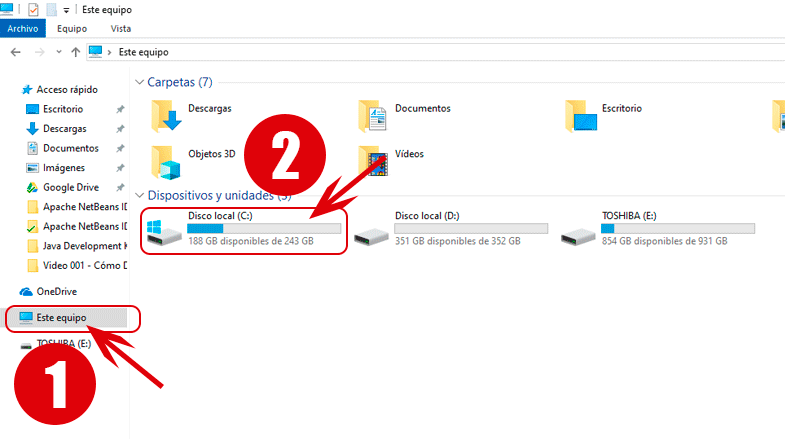 Este equipo
Archivo Equipo Vista
Este equipo
Acceso rápido
Escritorio
Descargas
Documentos
Imágenes
Google Drive
Apache NetBeans ID
Apache NetBeans ID
Java Development K
Video 001 - Cómo D
OneDrive
Este equipo
TOSHIBA (E:)
1
Carpetas (7)
Descargas Documentos Escritorio
Objetos 3D Vídeos
2
Dispositivos y unidades (3)
Disco local (C:) Disco local (D:) TOSHIBA (E:)
188 GB disponibles de 243 GB 351 GB disponibles de 352 GB 854 GB disponibles de 931 GB